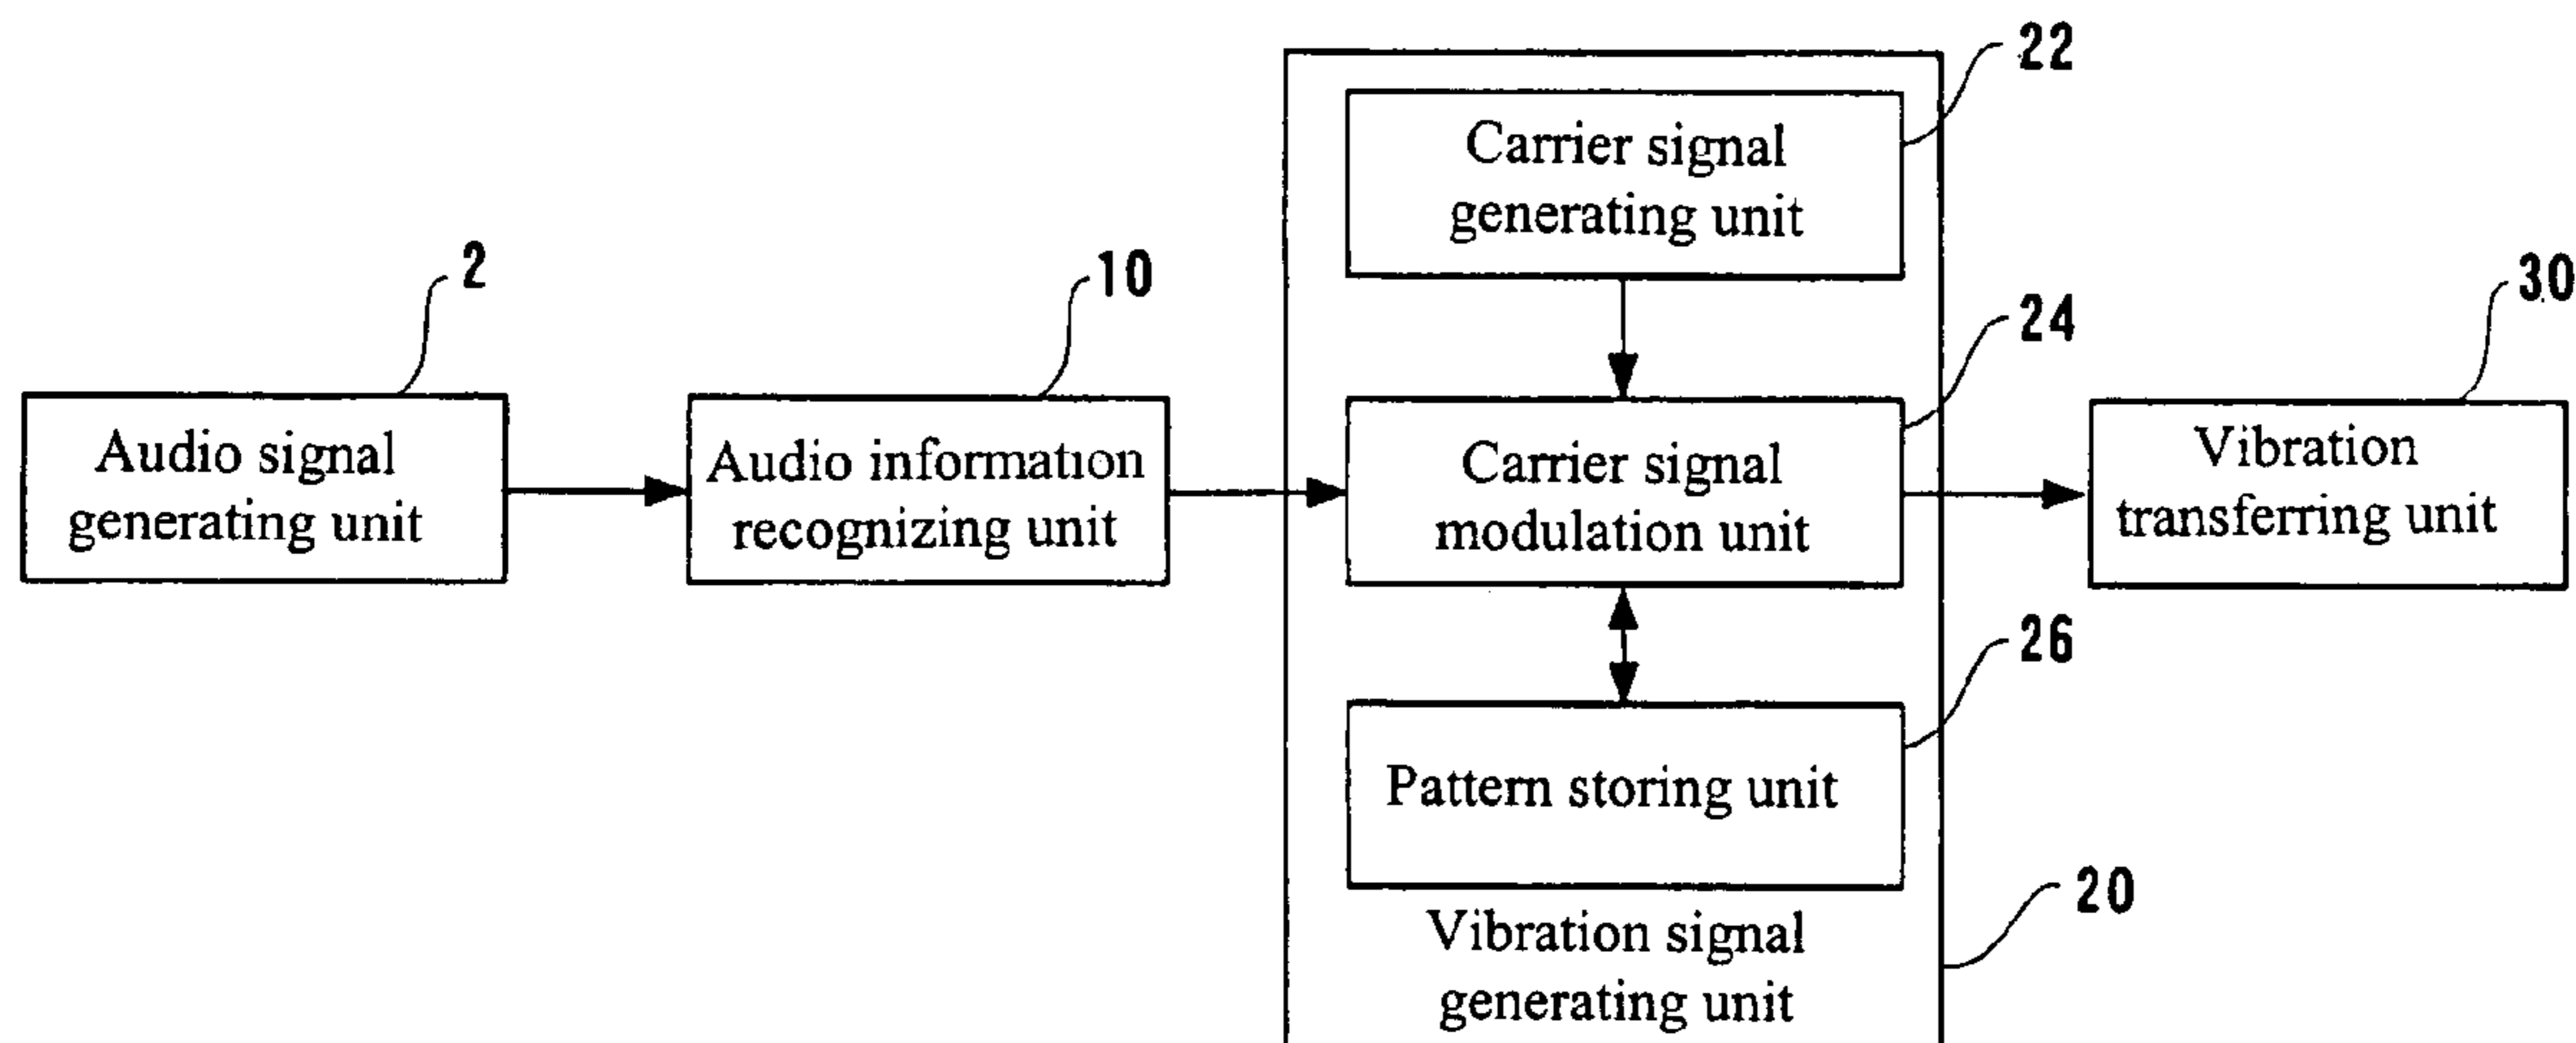 22
Carrier signal
generating unit
2
10
24
30
Audio signal
generating unit
Audio information
recognizing unit
Carrier signal
modulation unit
Vibration
transferring unit
26
Pattern storing unit
20
Vibration signal
generating unit